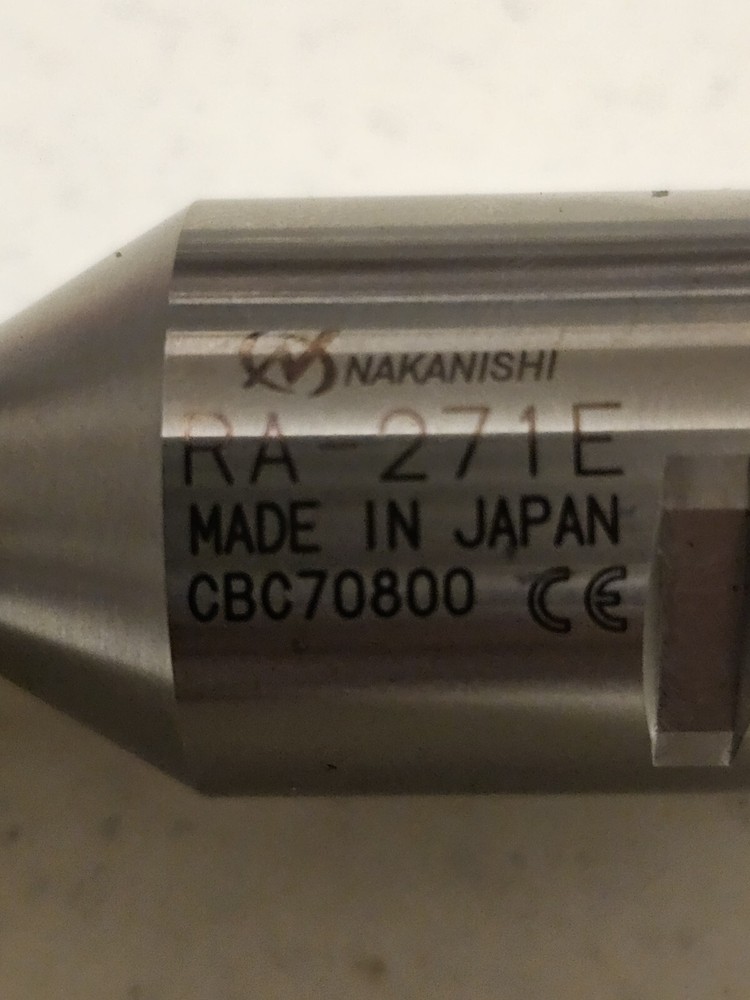 NAKANISHI
RA-271E
MADE IN JAPAN
CBC70800 CE